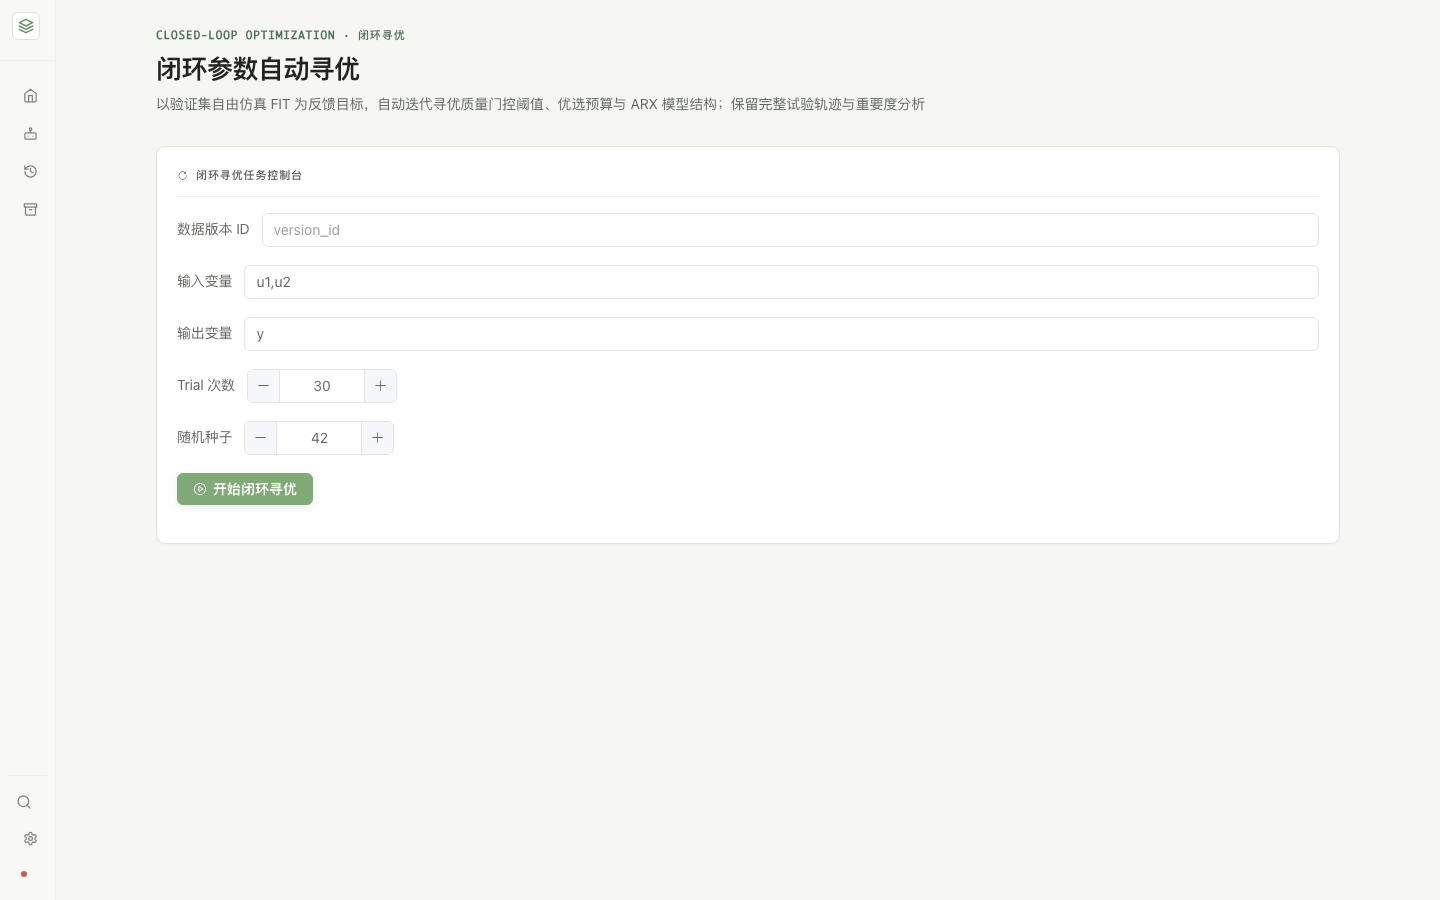 CLOSED-LOOP OPTIMIZATION · 闭环寻优
闭环参数自动寻优
以验证集自由仿真 FIT 为反馈目标，自动迭代寻优质量门控阈值、优选预算与 ARX 模型结构；保留完整试验轨迹与重要度分析
闭环寻优任务控制台
数据版本 ID version_id
输入变量 u1,u2
输出变量 y
Trial 次数 30
随机种子 42
开始闭环寻优